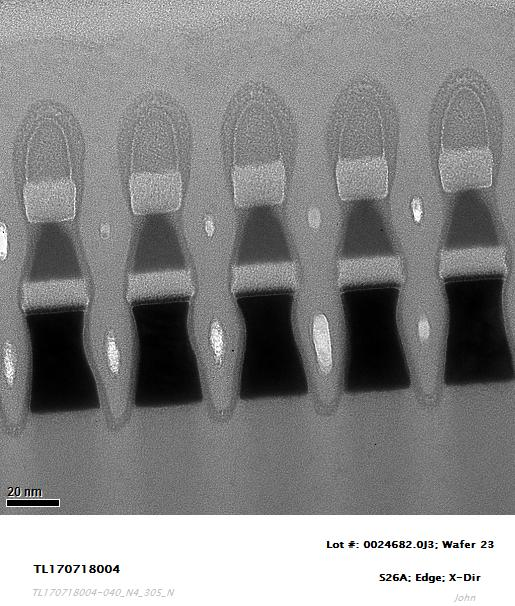 20 nm
Lot #: 0024682.0J3; Wafer 23
TL170718004
S26A; Edge; X-Dir
TL170718004-040_N4_305_N
John